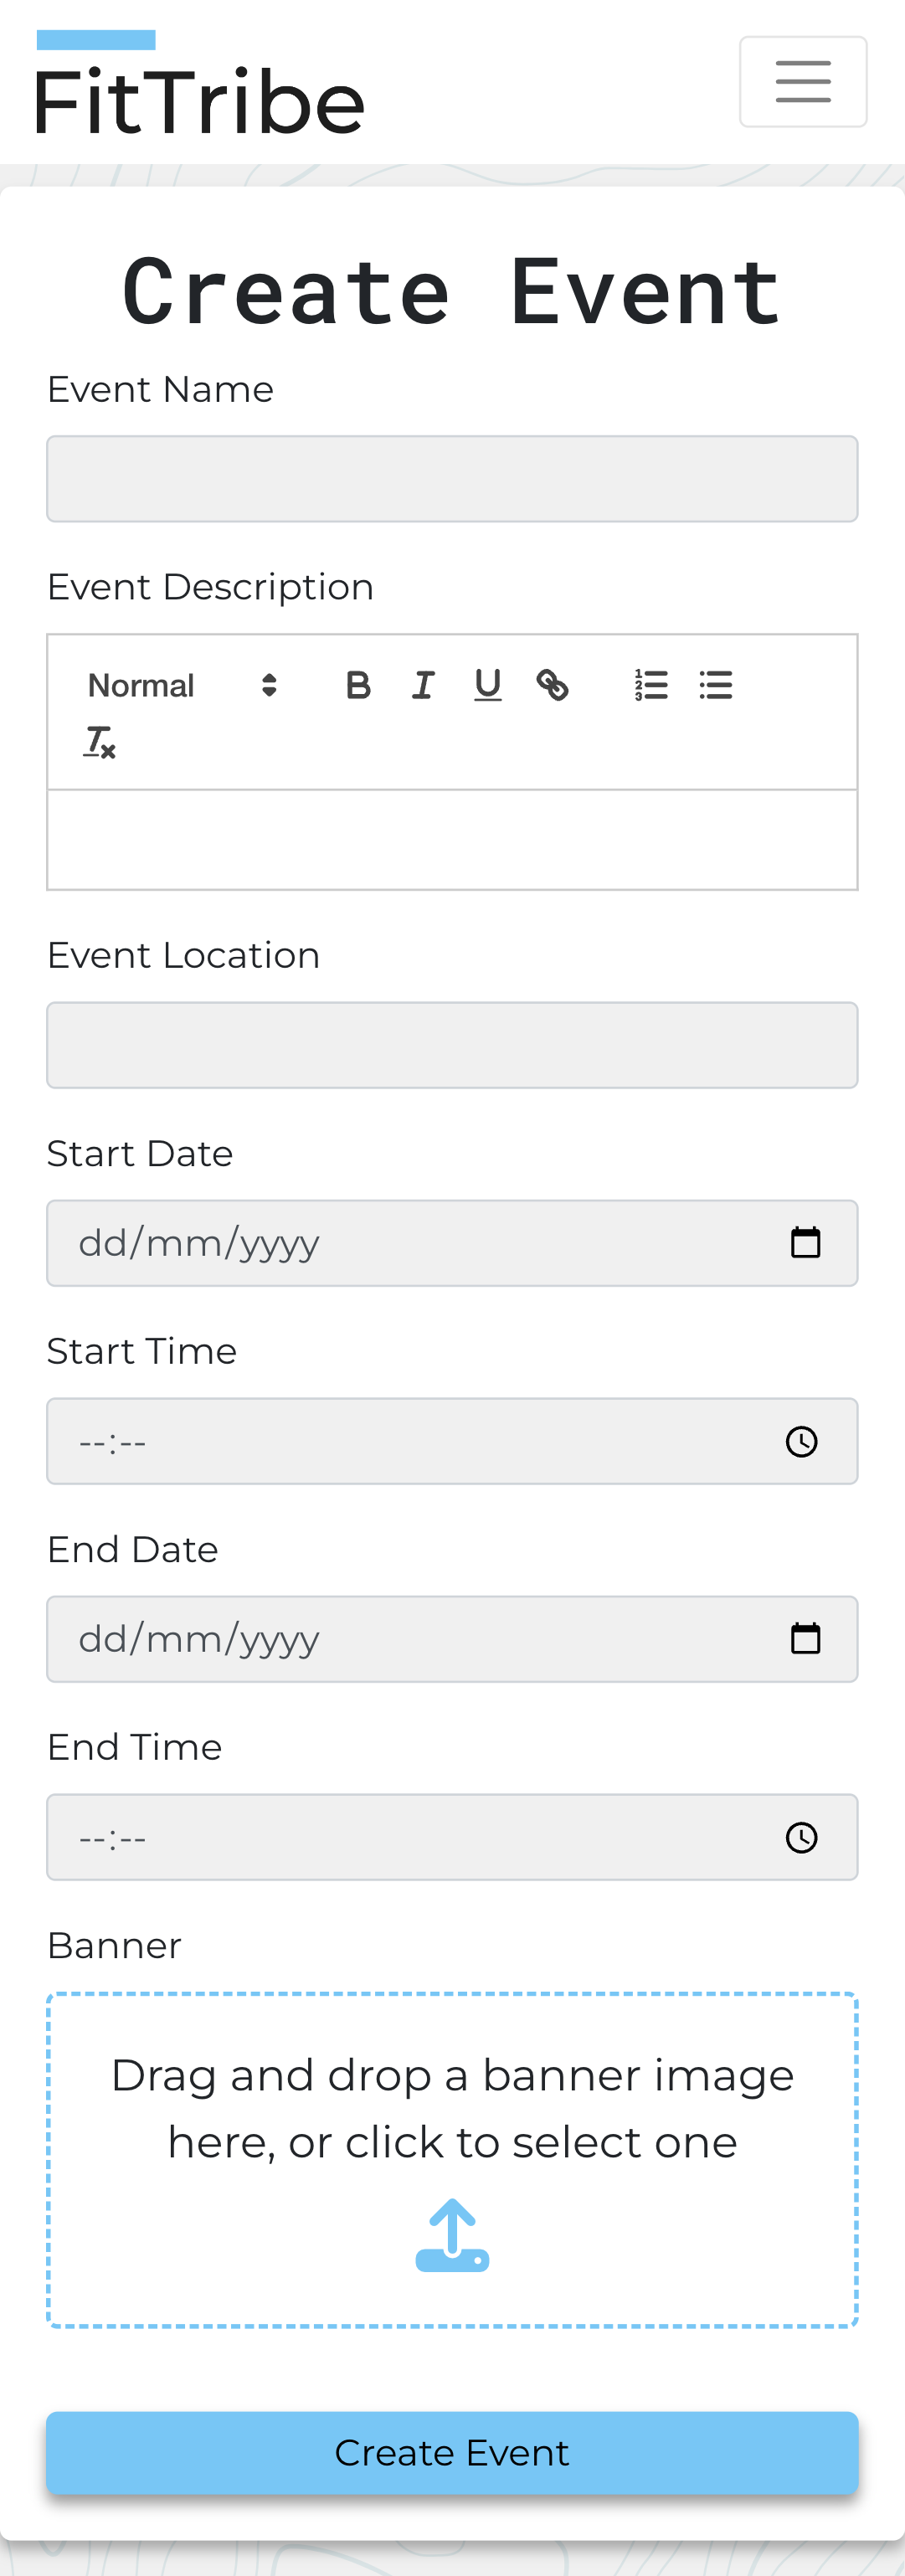 FitTribe
Create Event
Event Name
Event Description
Normal
Event Location
Start Date
dd/mm/yyyy
Start Time
--:--
End Date
dd/mm/yyyy
End Time
--:--
Banner
Drag and drop a banner image
here, or click to select one
Create Event